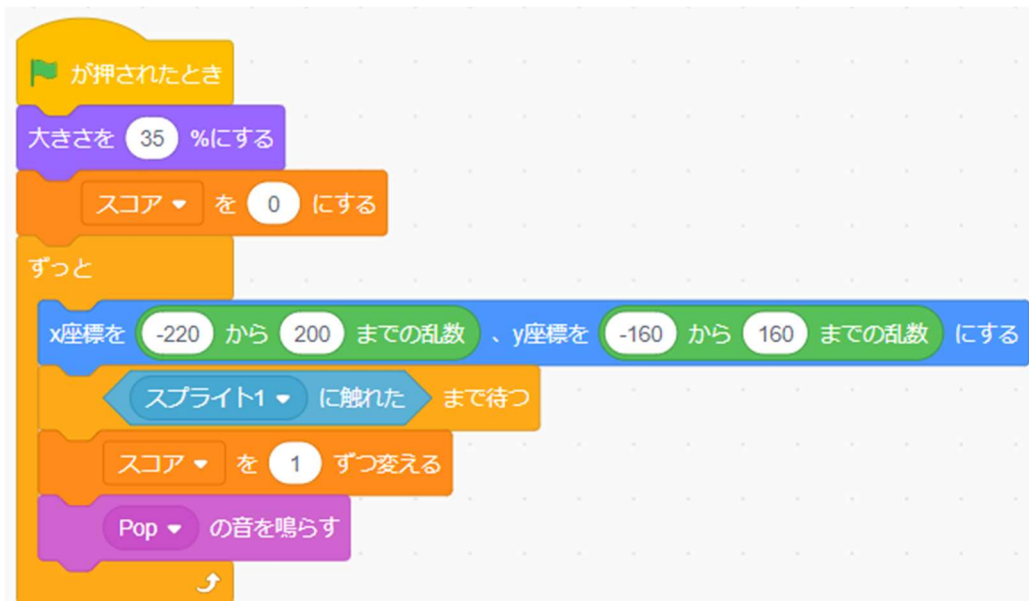 が押されたとき
大きさを 35 %にする
スコア を 0 にする
ずっと
x座標を -220 から 200 までの乱数 、y座標を -160 から 160 までの乱数 にする
スプライト1 に触れた まで待つ
スコア を 1 ずつ変える
Pop の音を鳴らす